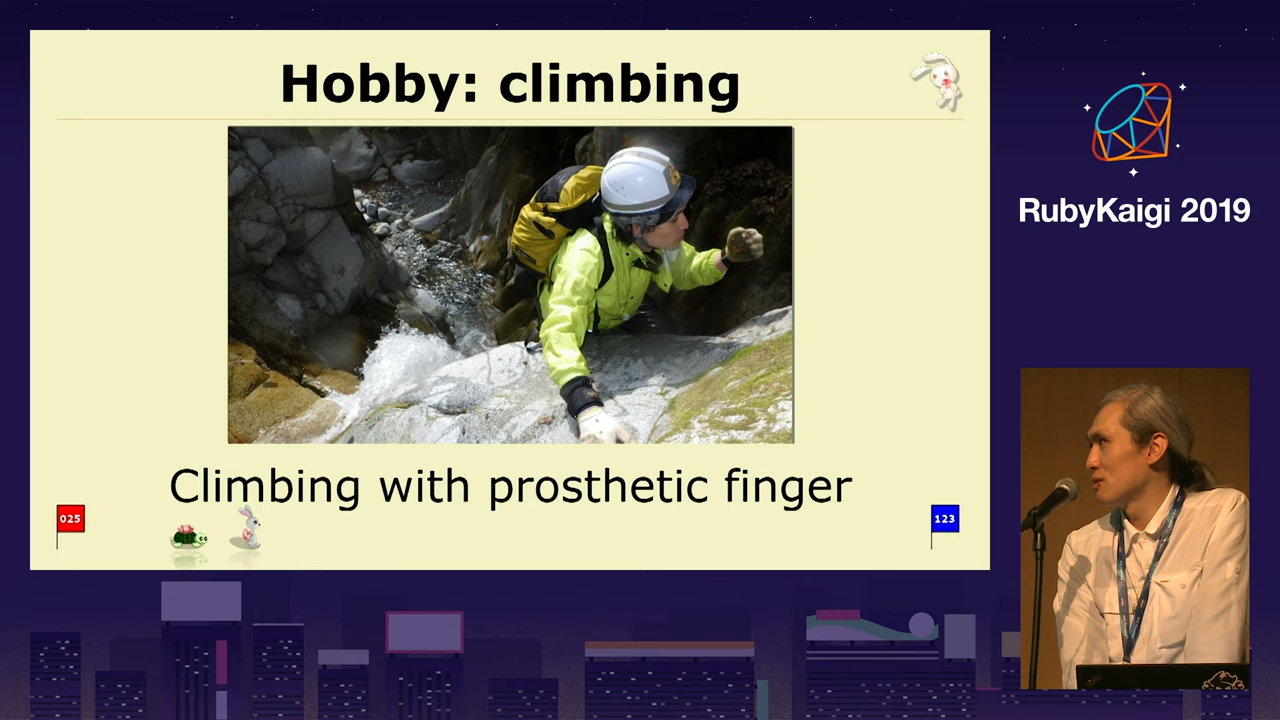 Hobby: climbing
Climbing with prosthetic finger
025
123
RubyKaigi 2019